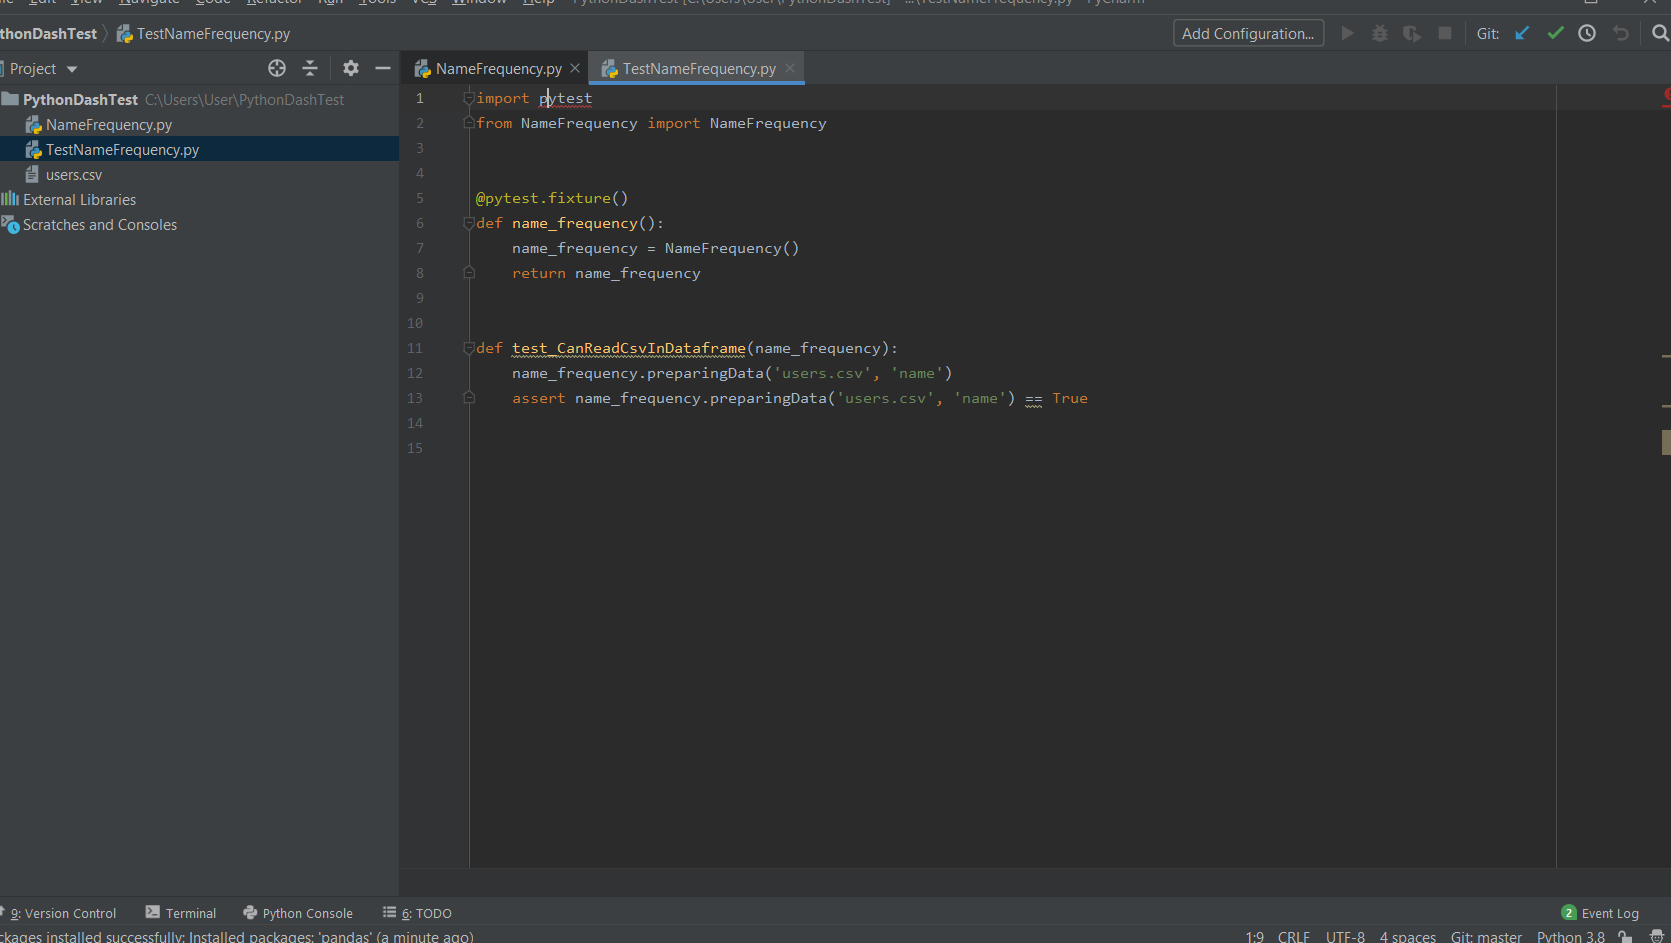 Edit View Navigate Code Refactor Run Tools VCS Window Help PythonDashTest [C:\Users\User\PythonDashTest] - ...\TestNameFrequency.py - PyCharm
thonDashTest TestNameFrequency.py
Add Configuration... Git:
Project
NameFrequency.py TestNameFrequency.py
PythonDashTest C:\Users\User\PythonDashTest
NameFrequency.py
TestNameFrequency.py
users.csv
External Libraries
Scratches and Consoles
1 import pytest
2 from NameFrequency import NameFrequency
3
4
5 @pytest.fixture()
6 def name_frequency():
7 name_frequency = NameFrequency()
8 return name_frequency
9
10
11 def test_CanReadCsvInDataframe(name_frequency):
12 name_frequency.preparingData('users.csv', 'name')
13 assert name_frequency.preparingData('users.csv', 'name') == True
14
15
9: Version Control Terminal Python Console 6: TODO 2 Event Log
ckages installed successfully: Installed packages: 'pandas' (a minute ago) 1:9 CRLF UTF-8 4 spaces Git: master Python 3.8